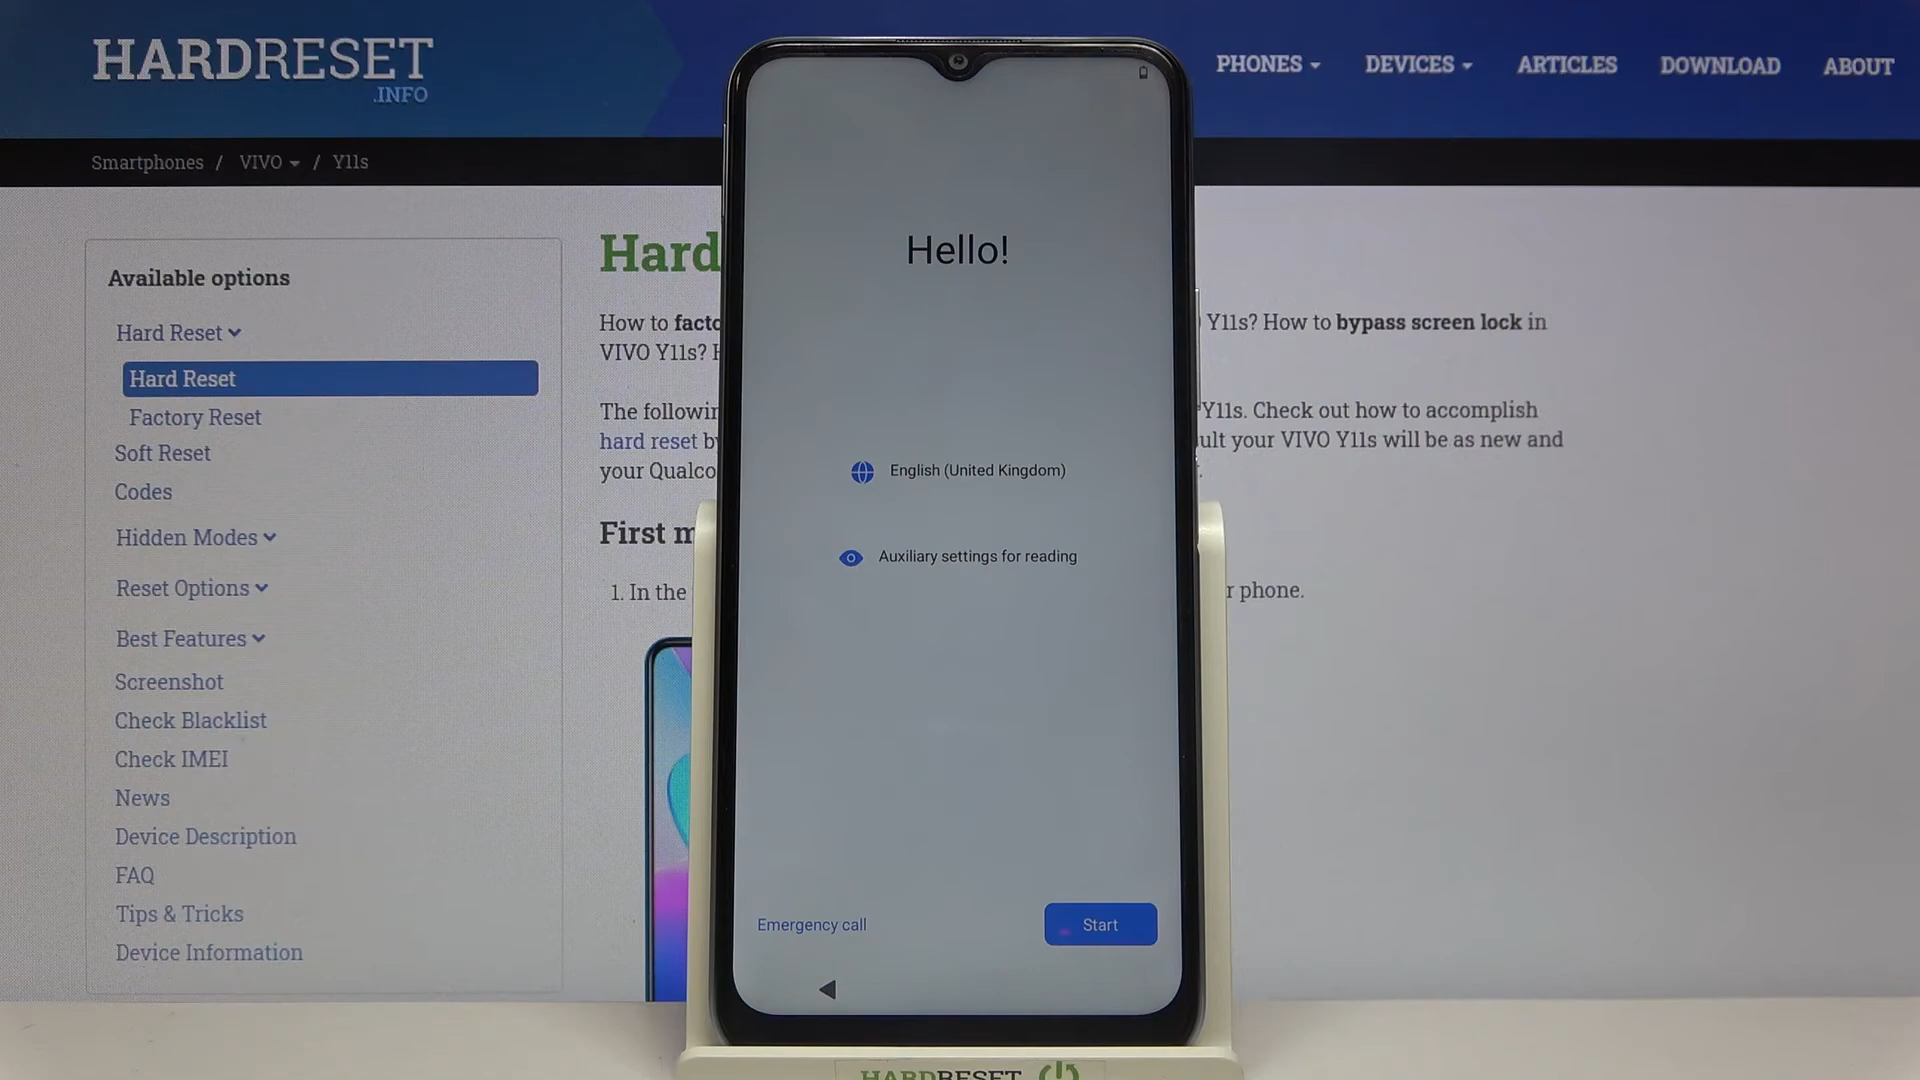 HARDRESET
.INFO
PHONES
DEVICES
ARTICLES
DOWNLOAD
ABOUT
Smartphones / VIVO / Y11s
Available options
Hard Reset
Hard Reset
Factory Reset
Soft Reset
Codes
Hidden Modes
Reset Options
Best Features
Screenshot
Check Blacklist
Check IMEI
News
Device Description
FAQ
Tips & Tricks
Device Information
Hard
How to facto
Y11s? How to bypass screen lock in
VIVO Y11s?
The followin
Y11s. Check out how to accomplish
hard reset by
ult your VIVO Y11s will be as new and
your Qualco
First m
1. In the
r phone.
Hello!
English (United Kingdom)
Auxiliary settings for reading
Emergency call
Start
HARDRESET